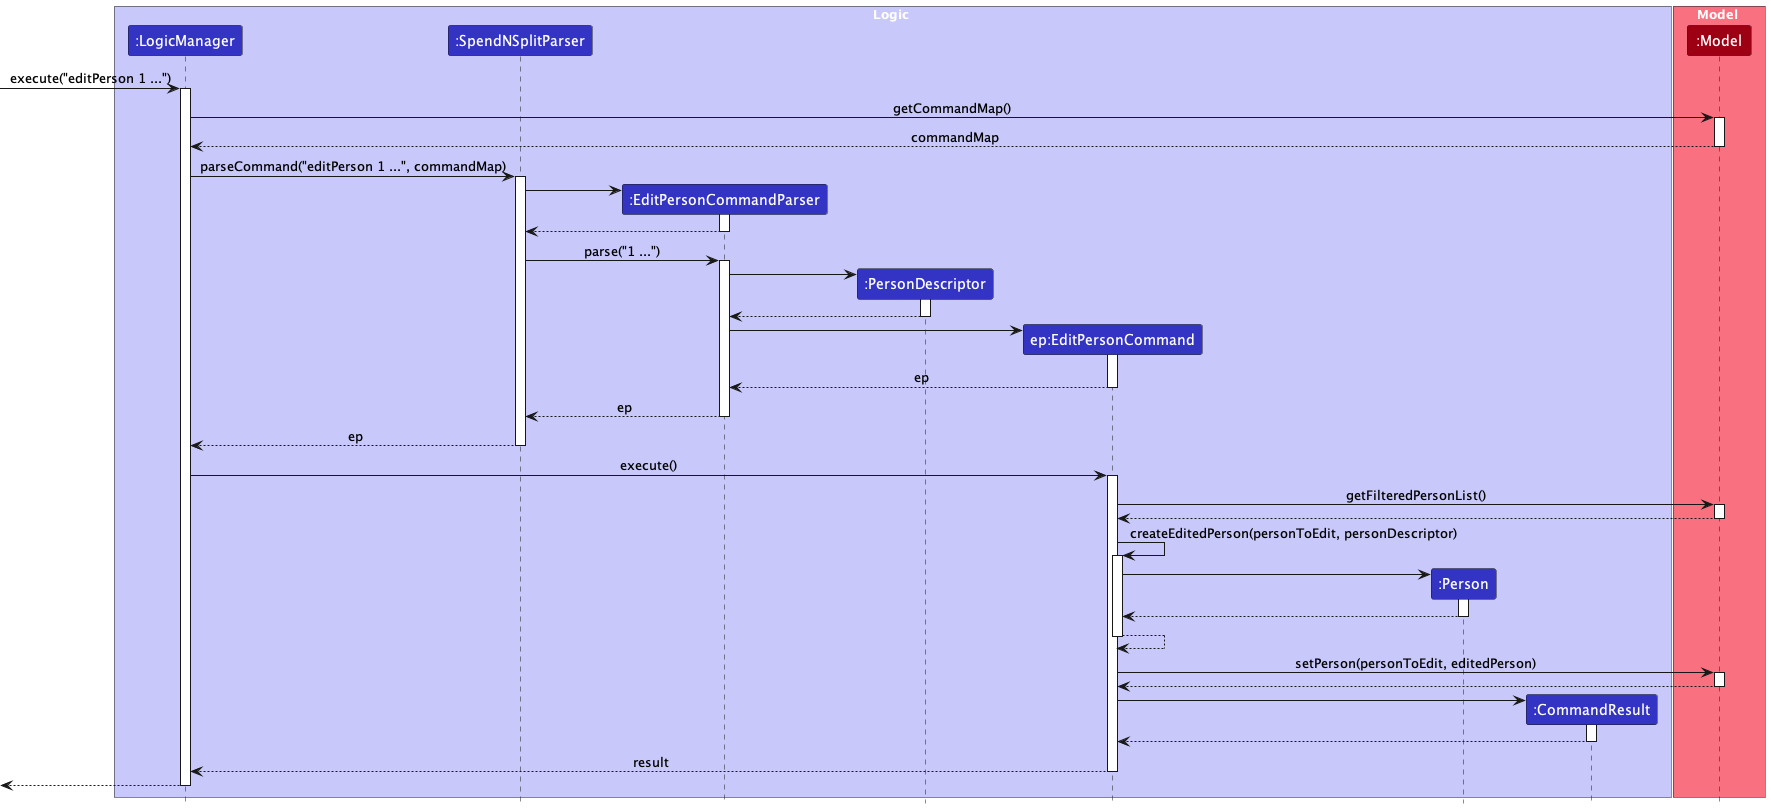 Logic
Model
:LogicManager
:SpendNSplitParser
:Model
execute("editPerson 1 ...")
getCommandMap()
commandMap
parseCommand("editPerson 1 ...", commandMap)
:EditPersonCommandParser
parse("1 ...")
:PersonDescriptor
ep:EditPersonCommand
ep
ep
ep
execute()
getFilteredPersonList()
createEditedPerson(personToEdit, personDescriptor)
:Person
setPerson(personToEdit, editedPerson)
:CommandResult
result